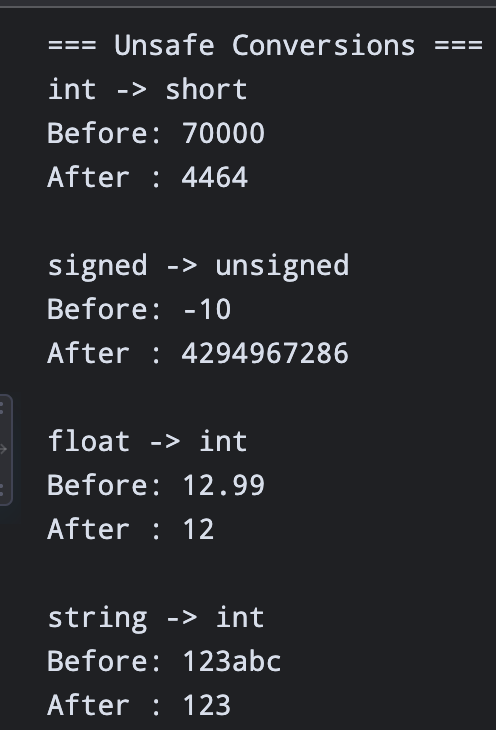 === Unsafe Conversions ===
int -> short
Before: 70000
After : 4464
signed -> unsigned
Before: -10
After : 4294967286
float -> int
Before: 12.99
After : 12
string -> int
Before: 123abc
After : 123